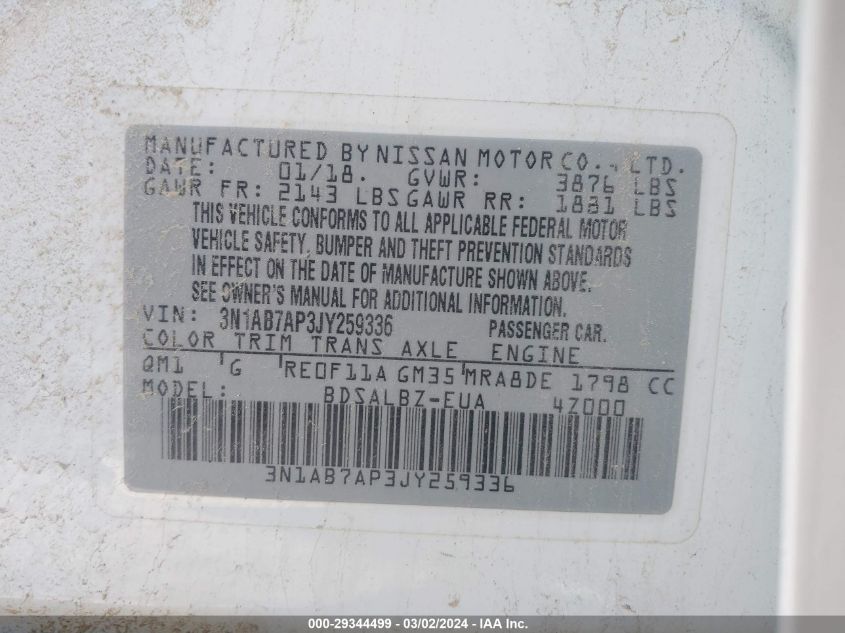 MANUFACTURED BY NISSAN MOTOR CO., LTD.
DATE: 01/18. GVWR: 3876 LBS
GAWR FR: 2143 LBS GAWR RR: 1881 LBS
THIS VEHICLE CONFORMS TO ALL APPLICABLE FEDERAL MOTOR
VEHICLE SAFETY, BUMPER AND THEFT PREVENTION STANDARDS
IN EFFECT ON THE DATE OF MANUFACTURE SHOWN ABOVE.
SEE OWNER'S MANUAL FOR ADDITIONAL INFORMATION.
VIN: 3N1AB7AP3JY259336 PASSENGER CAR.
COLOR TRIM TRANS AXLE ENGINE
QM1 G RE0F11A GM35 MRA8DE 1798 CC
MODEL: BDSALBZ-EUA 4Z000
3N1AB7AP3JY259336
000-29344499 - 03/02/2024 - IAA Inc.